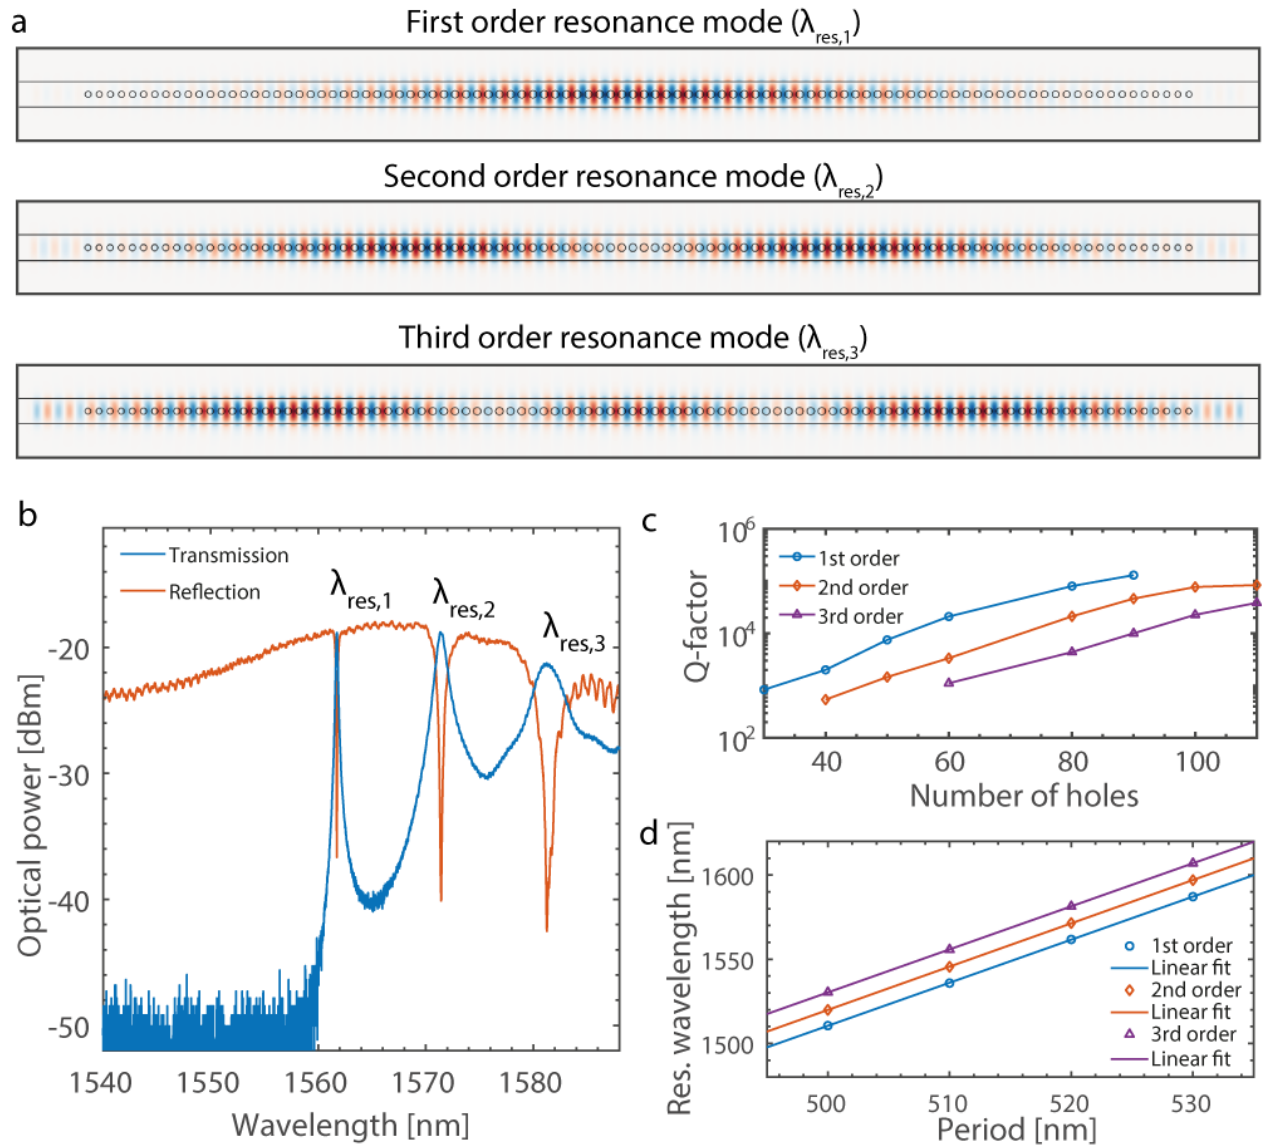 a
First order resonance mode (λres,1)
Second order resonance mode (λres,2)
Third order resonance mode (λres,3)
b
Transmission
Reflection
λres,1
λres,2
λres,3
-20
-30
-40
-50
Optical power [dBm]
1540 1550 1560 1570 1580
Wavelength [nm]
c
1st order
2nd order
3rd order
10^6
10^4
10^2
Q-factor
40 60 80 100
Number of holes
d
1600
1550
1500
Res. wavelength [nm]
1st order
Linear fit
2nd order
Linear fit
3rd order
Linear fit
500 510 520 530
Period [nm]